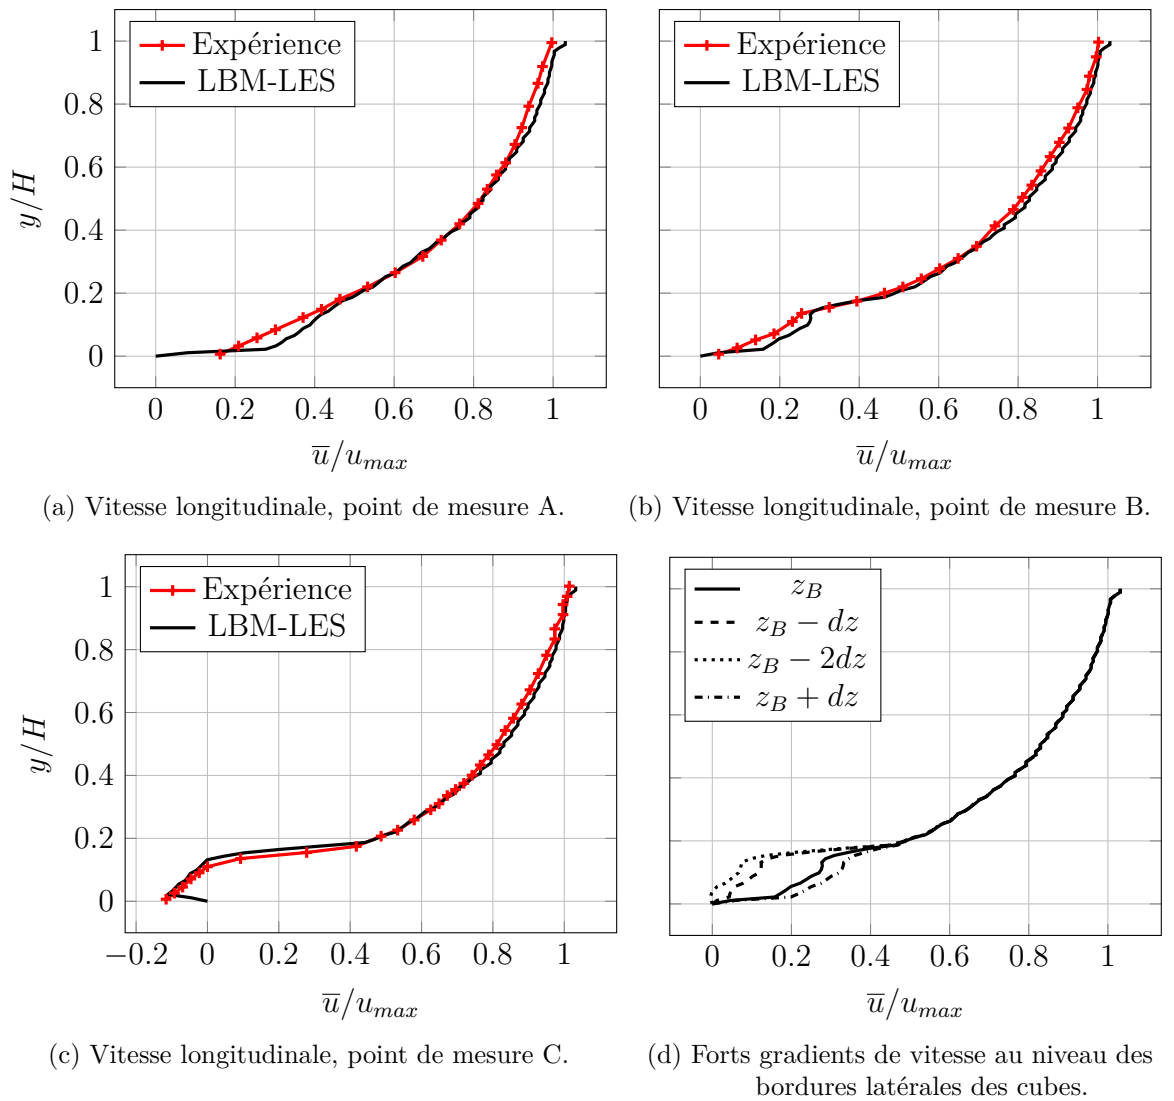 Expérience
LBM-LES
1
0.8
0.6
0.4
0.2
0
y/H
0 0.2 0.4 0.6 0.8 1
u̅/u_max
(a) Vitesse longitudinale, point de mesure A.
Expérience
LBM-LES
1
0.8
0.6
0.4
0.2
0
0 0.2 0.4 0.6 0.8 1
u̅/u_max
(b) Vitesse longitudinale, point de mesure B.
Expérience
LBM-LES
1
0.8
0.6
0.4
0.2
0
y/H
−0.2 0 0.2 0.4 0.6 0.8 1
u̅/u_max
(c) Vitesse longitudinale, point de mesure C.
z_B
z_B − dz
z_B − 2dz
z_B + dz
0 0.2 0.4 0.6 0.8 1
u̅/u_max
(d) Forts gradients de vitesse au niveau des
bordures latérales des cubes.